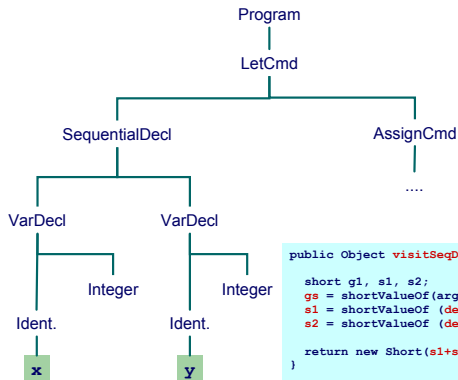 Program
LetCmd
SequentialDecl
AssignCmd
....
VarDecl
VarDecl
Integer
Integer
Ident.
Ident.
x
y
public Object visitSeqD
short g1, s1, s2;
gs = shortValueOf(arg
s1 = shortValueOf (de
s2 = shortValueOf (de
return new Short(s1+s
}